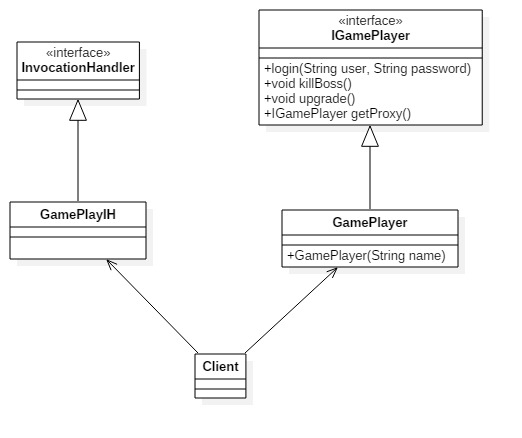 «interface»
InvocationHandler
«interface»
IGamePlayer
+login(String user, String password)
+void killBoss()
+void upgrade()
+IGamePlayer getProxy()
GamePlayIH
GamePlayer
+GamePlayer(String name)
Client